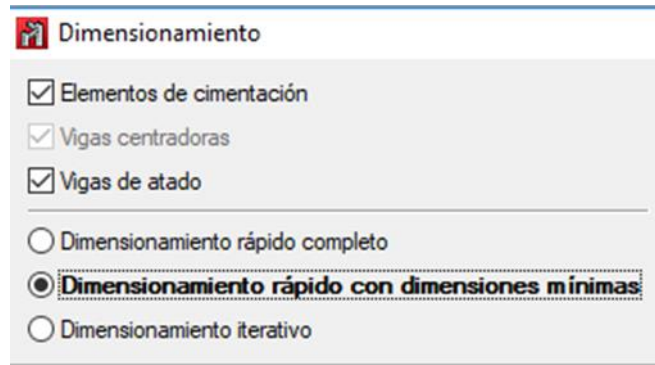 Dimensionamiento
Elementos de cimentación
Vigas centradoras
Vigas de atado
Dimensionamiento rápido completo
Dimensionamiento rápido con dimensiones mínimas
Dimensionamiento iterativo